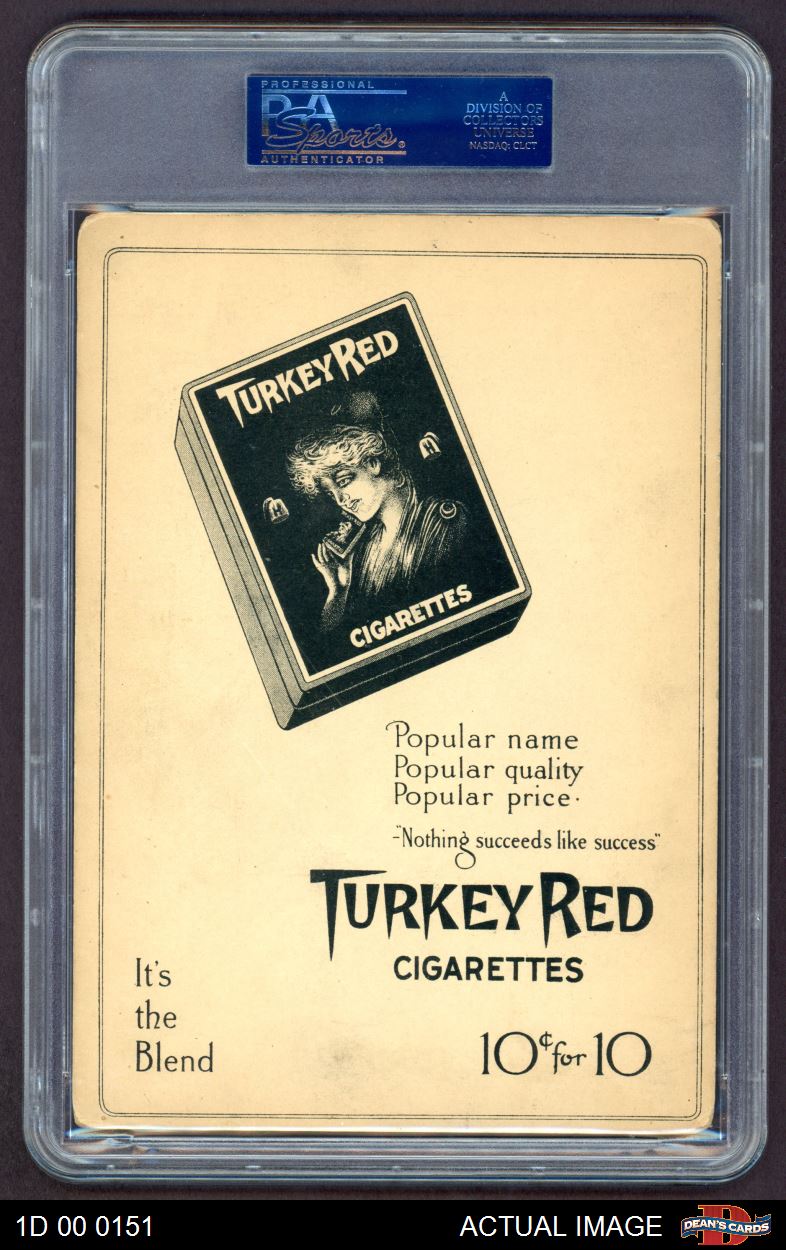 PROFESSIONAL
PSA
Sports
AUTHENTICATOR
A
DIVISION OF
COLLECTORS
UNIVERSE
NASDAQ: CLCT
TURKEY RED
H
H
CIGARETTES
Popular name
Popular quality
Popular price.
-"Nothing succeeds like success"
TURKEY RED
CIGARETTES
It's
the
Blend
10¢ for 10
1D 00 0151
ACTUAL IMAGE
D
DEAN'S CARDS